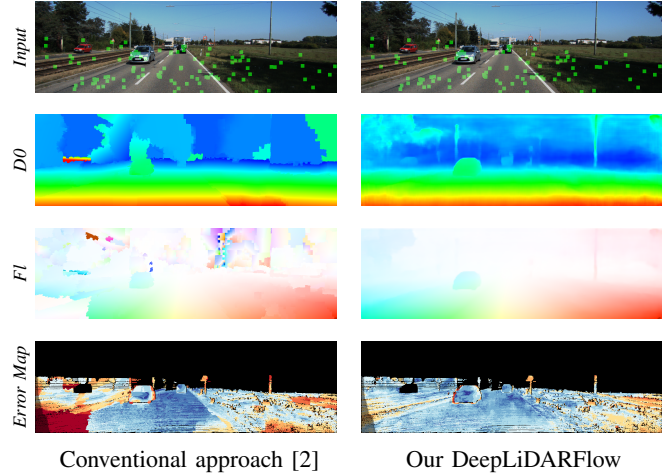 Input
D0
Fl
Error Map
Conventional approach [2]
Our DeepLiDARFlow